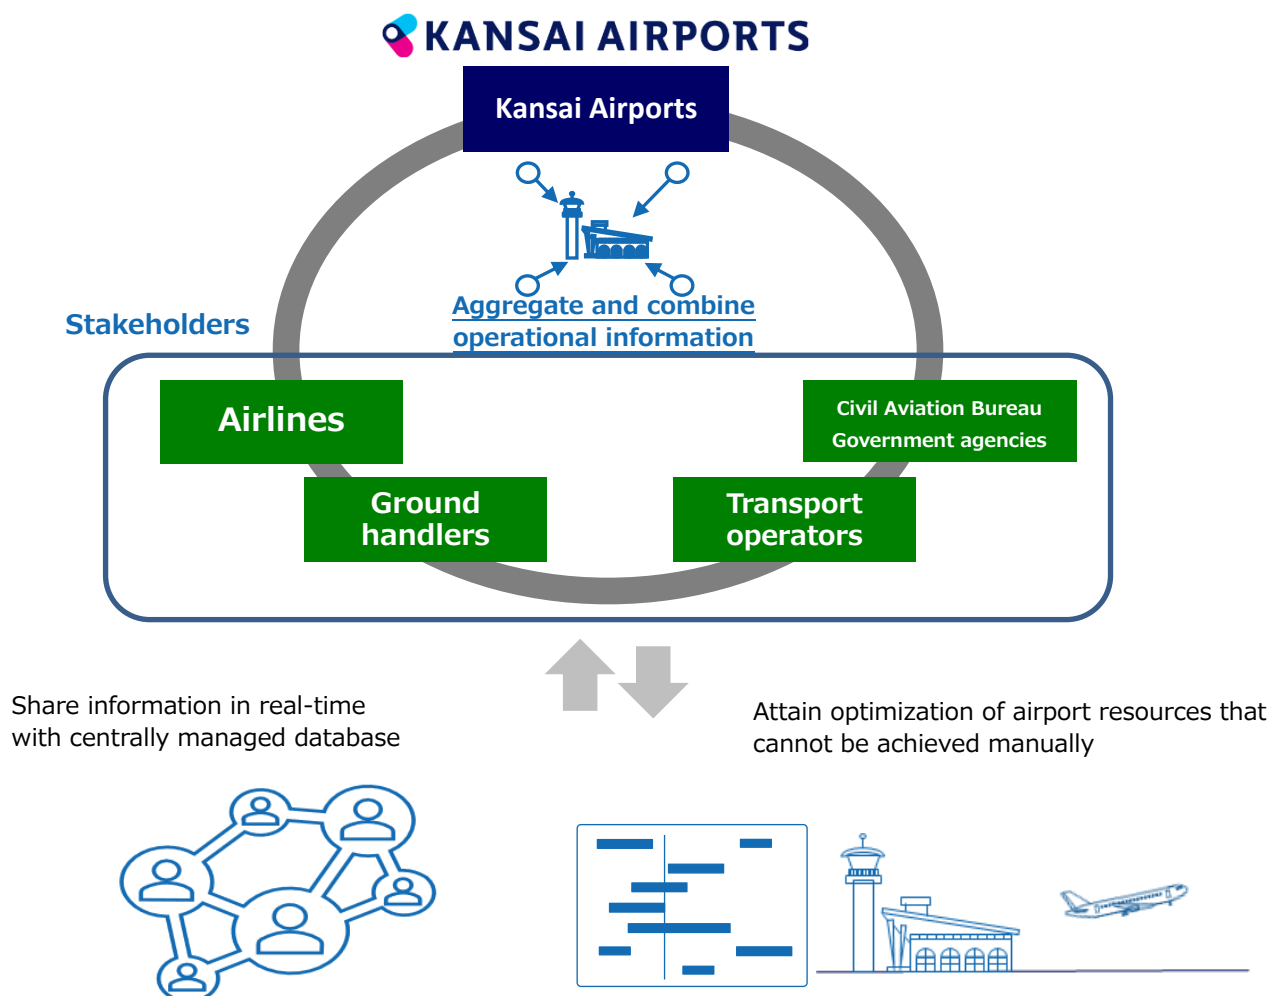 KANSAI AIRPORTS
Kansai Airports
Aggregate and combine
operational information
Stakeholders
Airlines
Civil Aviation Bureau
Government agencies
Ground
handlers
Transport
operators
Share information in real-time
with centrally managed database
Attain optimization of airport resources that
cannot be achieved manually